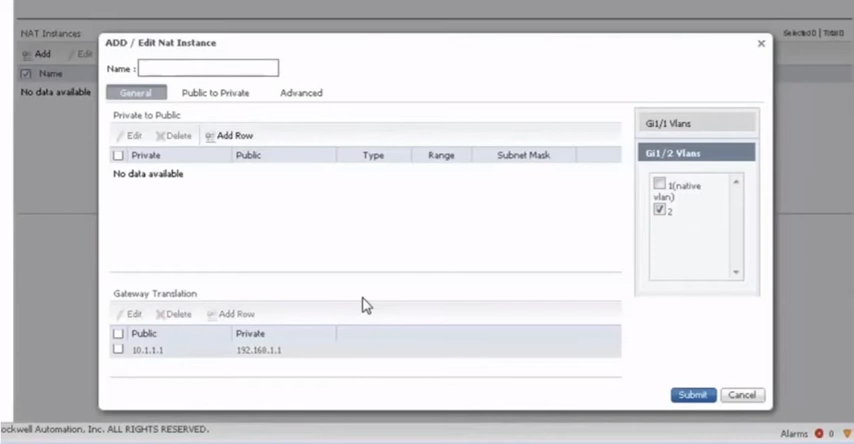 NAT Instances
Selected 0 | Total 0
Add Edit
Name
No data available
ADD / Edit Nat Instance
Name :
General Public to Private Advanced
Private to Public
Edit Delete Add Row
Private Public Type Range Subnet Mask
No data available
Gi1/1 Vlans
Gi1/2 Vlans
1(native
vlan)
2
Gateway Translation
Edit Delete Add Row
Public Private
10.1.1.1 192.168.1.1
Submit Cancel
ockwell Automation, Inc. ALL RIGHTS RESERVED.
Alarms 0